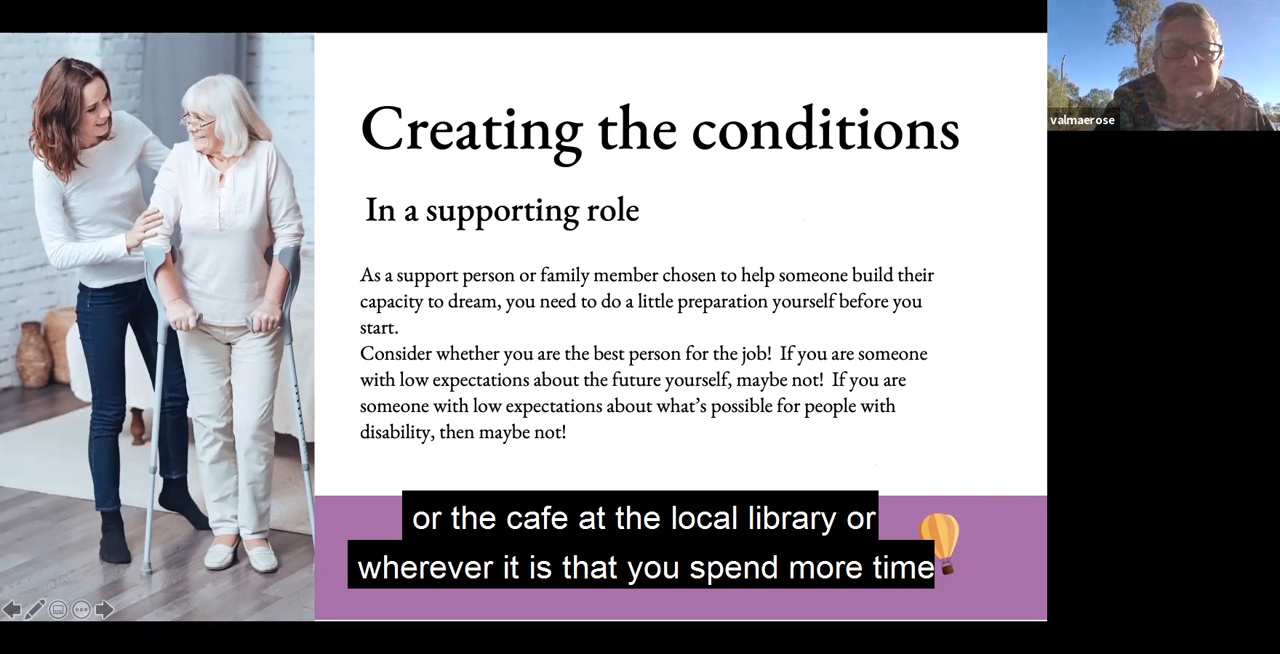 Creating the conditions
In a supporting role
As a support person or family member chosen to help someone build their
capacity to dream, you need to do a little preparation yourself before you
start.
Consider whether you are the best person for the job!  If you are someone
with low expectations about the future yourself, maybe not!  If you are
someone with low expectations about what’s possible for people with
disability, then maybe not!
or the cafe at the local library or
wherever it is that you spend more time
valmaerose